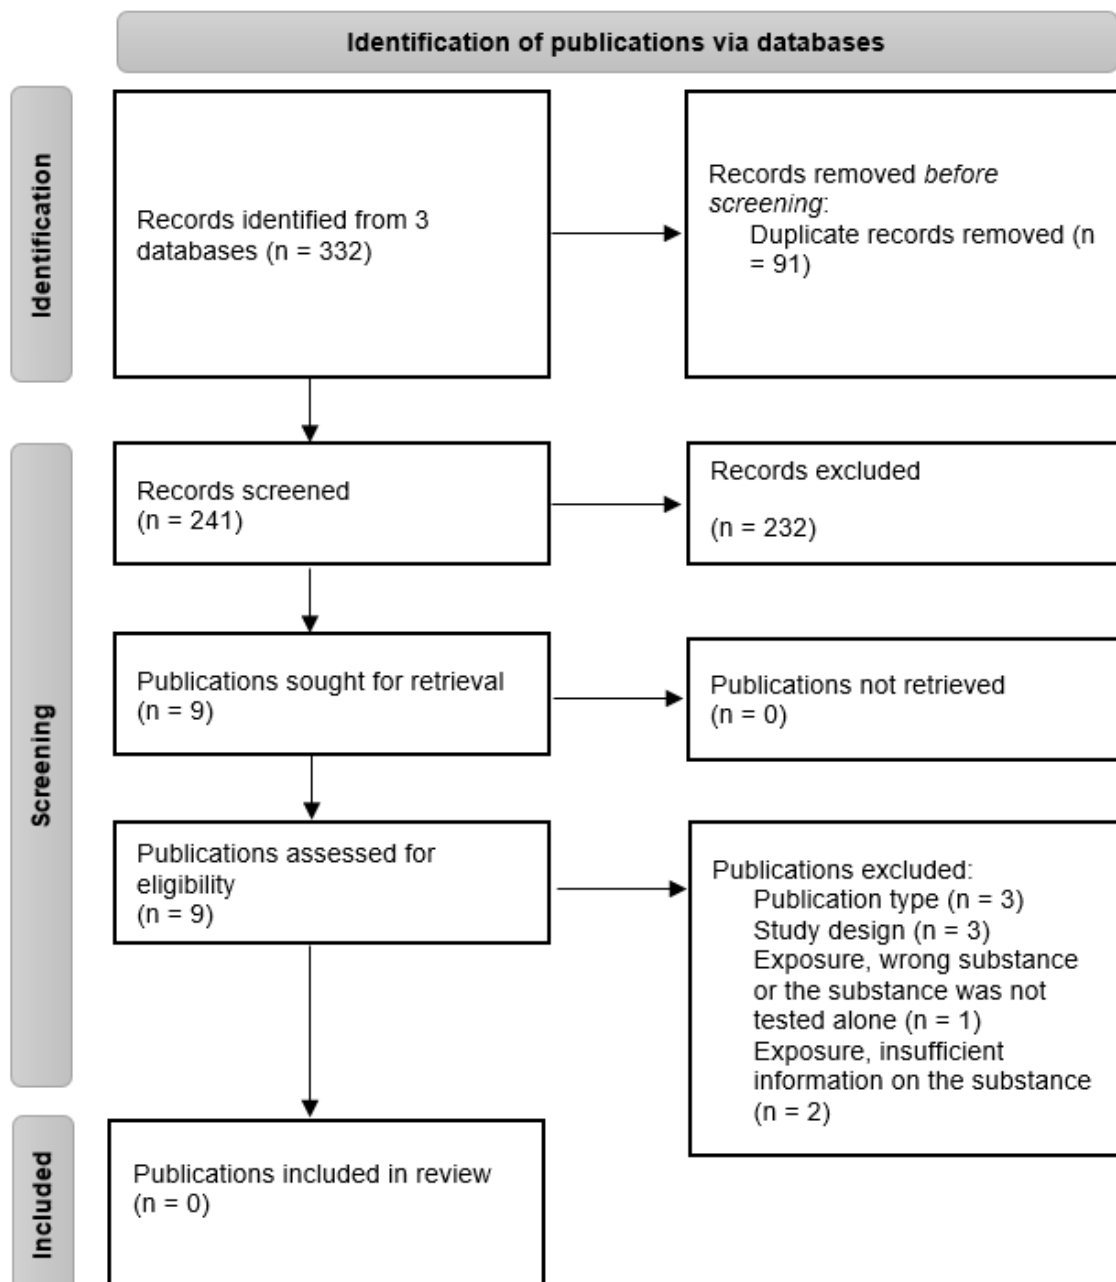 Identification of publications via databases
Identification
Records identified from 3
databases (n = 332)
Records removed before
screening:
Duplicate records removed (n
= 91)
Screening
Records screened
(n = 241)
Records excluded
(n = 232)
Publications sought for retrieval
(n = 9)
Publications not retrieved
(n = 0)
Publications assessed for
eligibility
(n = 9)
Publications excluded:
Publication type (n = 3)
Study design (n = 3)
Exposure, wrong substance
or the substance was not
tested alone (n = 1)
Exposure, insufficient
information on the substance
(n = 2)
Included
Publications included in review
(n = 0)